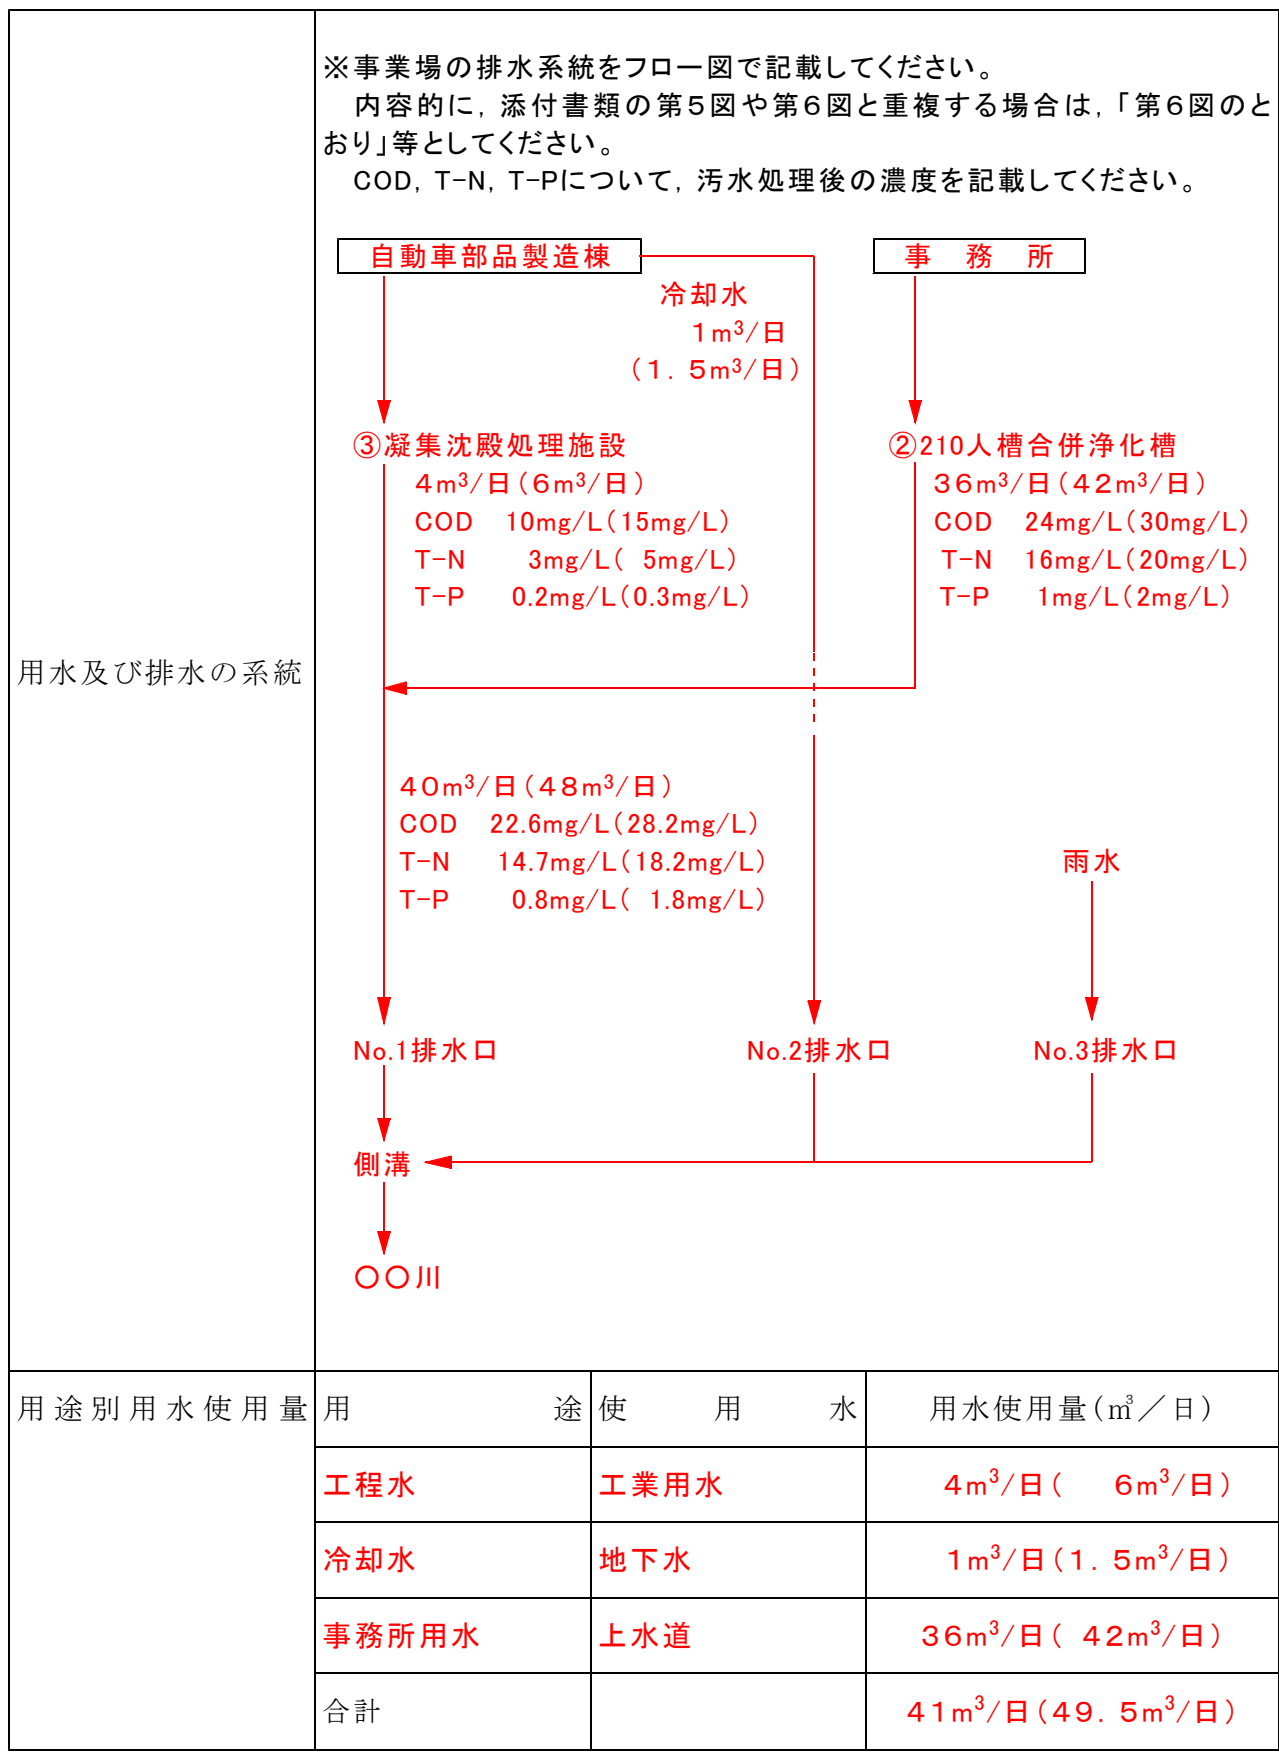 ※事業場の排水系統をフロー図で記載してください。
内容的に，添付書類の第５図や第６図と重複する場合は，「第６図のと
おり」等としてください。
COD，T-N，T-Pについて，汚水処理後の濃度を記載してください。
自動車部品製造棟
事　務　所
冷却水
１m³/日
（１．５m³/日）
③凝集沈殿処理施設
４m³/日（６m³/日）
COD　10mg/L（15mg/L）
T-N　3mg/L（ 5mg/L）
T-P　0.2mg/L（0.3mg/L）
②210人槽合併浄化槽
３６m³/日（４２m³/日）
COD　24mg/L（30mg/L）
T-N　16mg/L（20mg/L）
T-P　1mg/L（2mg/L）
用水及び排水の系統
４０m³/日（４８m³/日）
COD　22.6mg/L（28.2mg/L）
T-N　14.7mg/L（18.2mg/L）
T-P　0.8mg/L（ 1.8mg/L）
雨水
No.1排水口
No.2排水口
No.3排水口
側溝
〇〇川
用途別用水使用量
用　途
使　用　水
用水使用量（㎥／日）
工程水
工業用水
４m³/日（　６m³/日）
冷却水
地下水
１m³/日（１．５m³/日）
事務所用水
上水道
３６m³/日（ ４２m³/日）
合計
４１m³/日（４９．５m³/日）